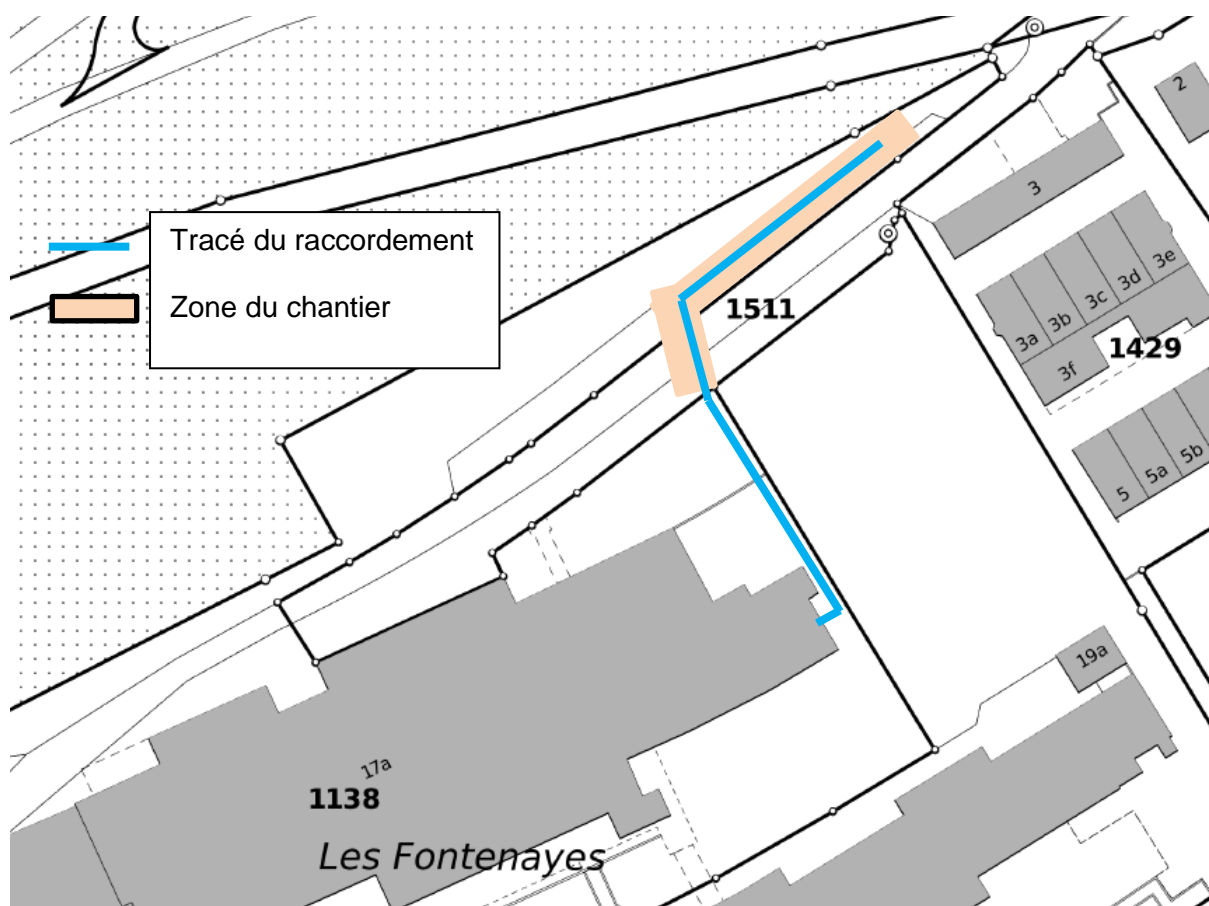 2
Tracé du raccordement
Zone du chantier
3
1511
3a
3b
3c
3d
3e
3f
1429
5
5a
5b
19a
17a
1138
Les Fontenayes